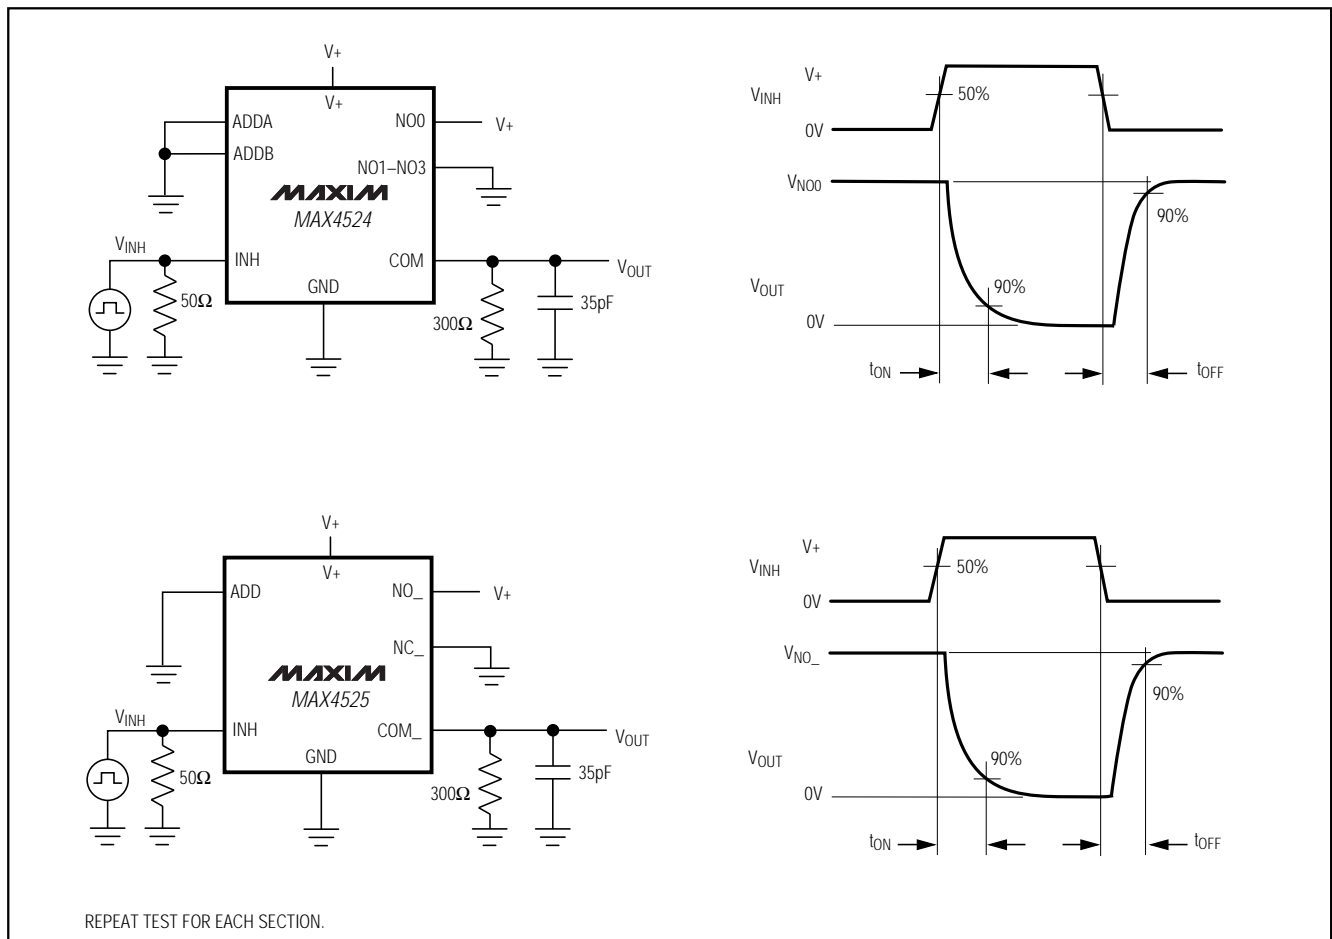 V+
V+
ADDA
ADDB
NO0
V+
NO1–NO3
MAXIM
MAX4524
VINH
INH
COM
VOUT
GND
50Ω
300Ω
35pF
V+
VINH
50%
0V
VNO0
90%
VOUT
90%
0V
tON
tOFF
V+
V+
ADD
NO_
V+
NC_
MAXIM
MAX4525
VINH
INH
COM_
VOUT
GND
50Ω
300Ω
35pF
V+
VINH
50%
0V
VNO_
90%
VOUT
90%
0V
tON
tOFF
REPEAT TEST FOR EACH SECTION.